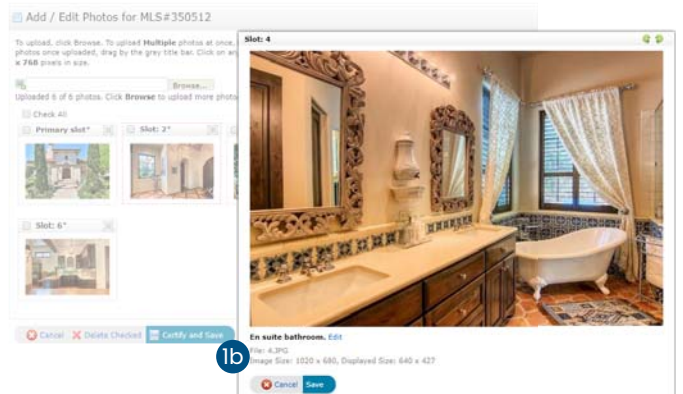 Add / Edit Photos for MLS#350512
To upload, click Browse. To upload Multiple photos at once,
photos once uploaded, drag by the grey title bar. Click on an
x 768 pixels in size.
Browse...
Uploaded 6 of 6 photos. Click Browse to upload more photo
Check All
Primary slot*
Slot: 2*
Slot: 6*
Cancel Delete Checked Certify and Save
Slot: 4
En suite bathroom. Edit
File: 4.JPG
Image Size: 1020 x 680, Displayed Size: 640 x 427
1b
Cancel Save